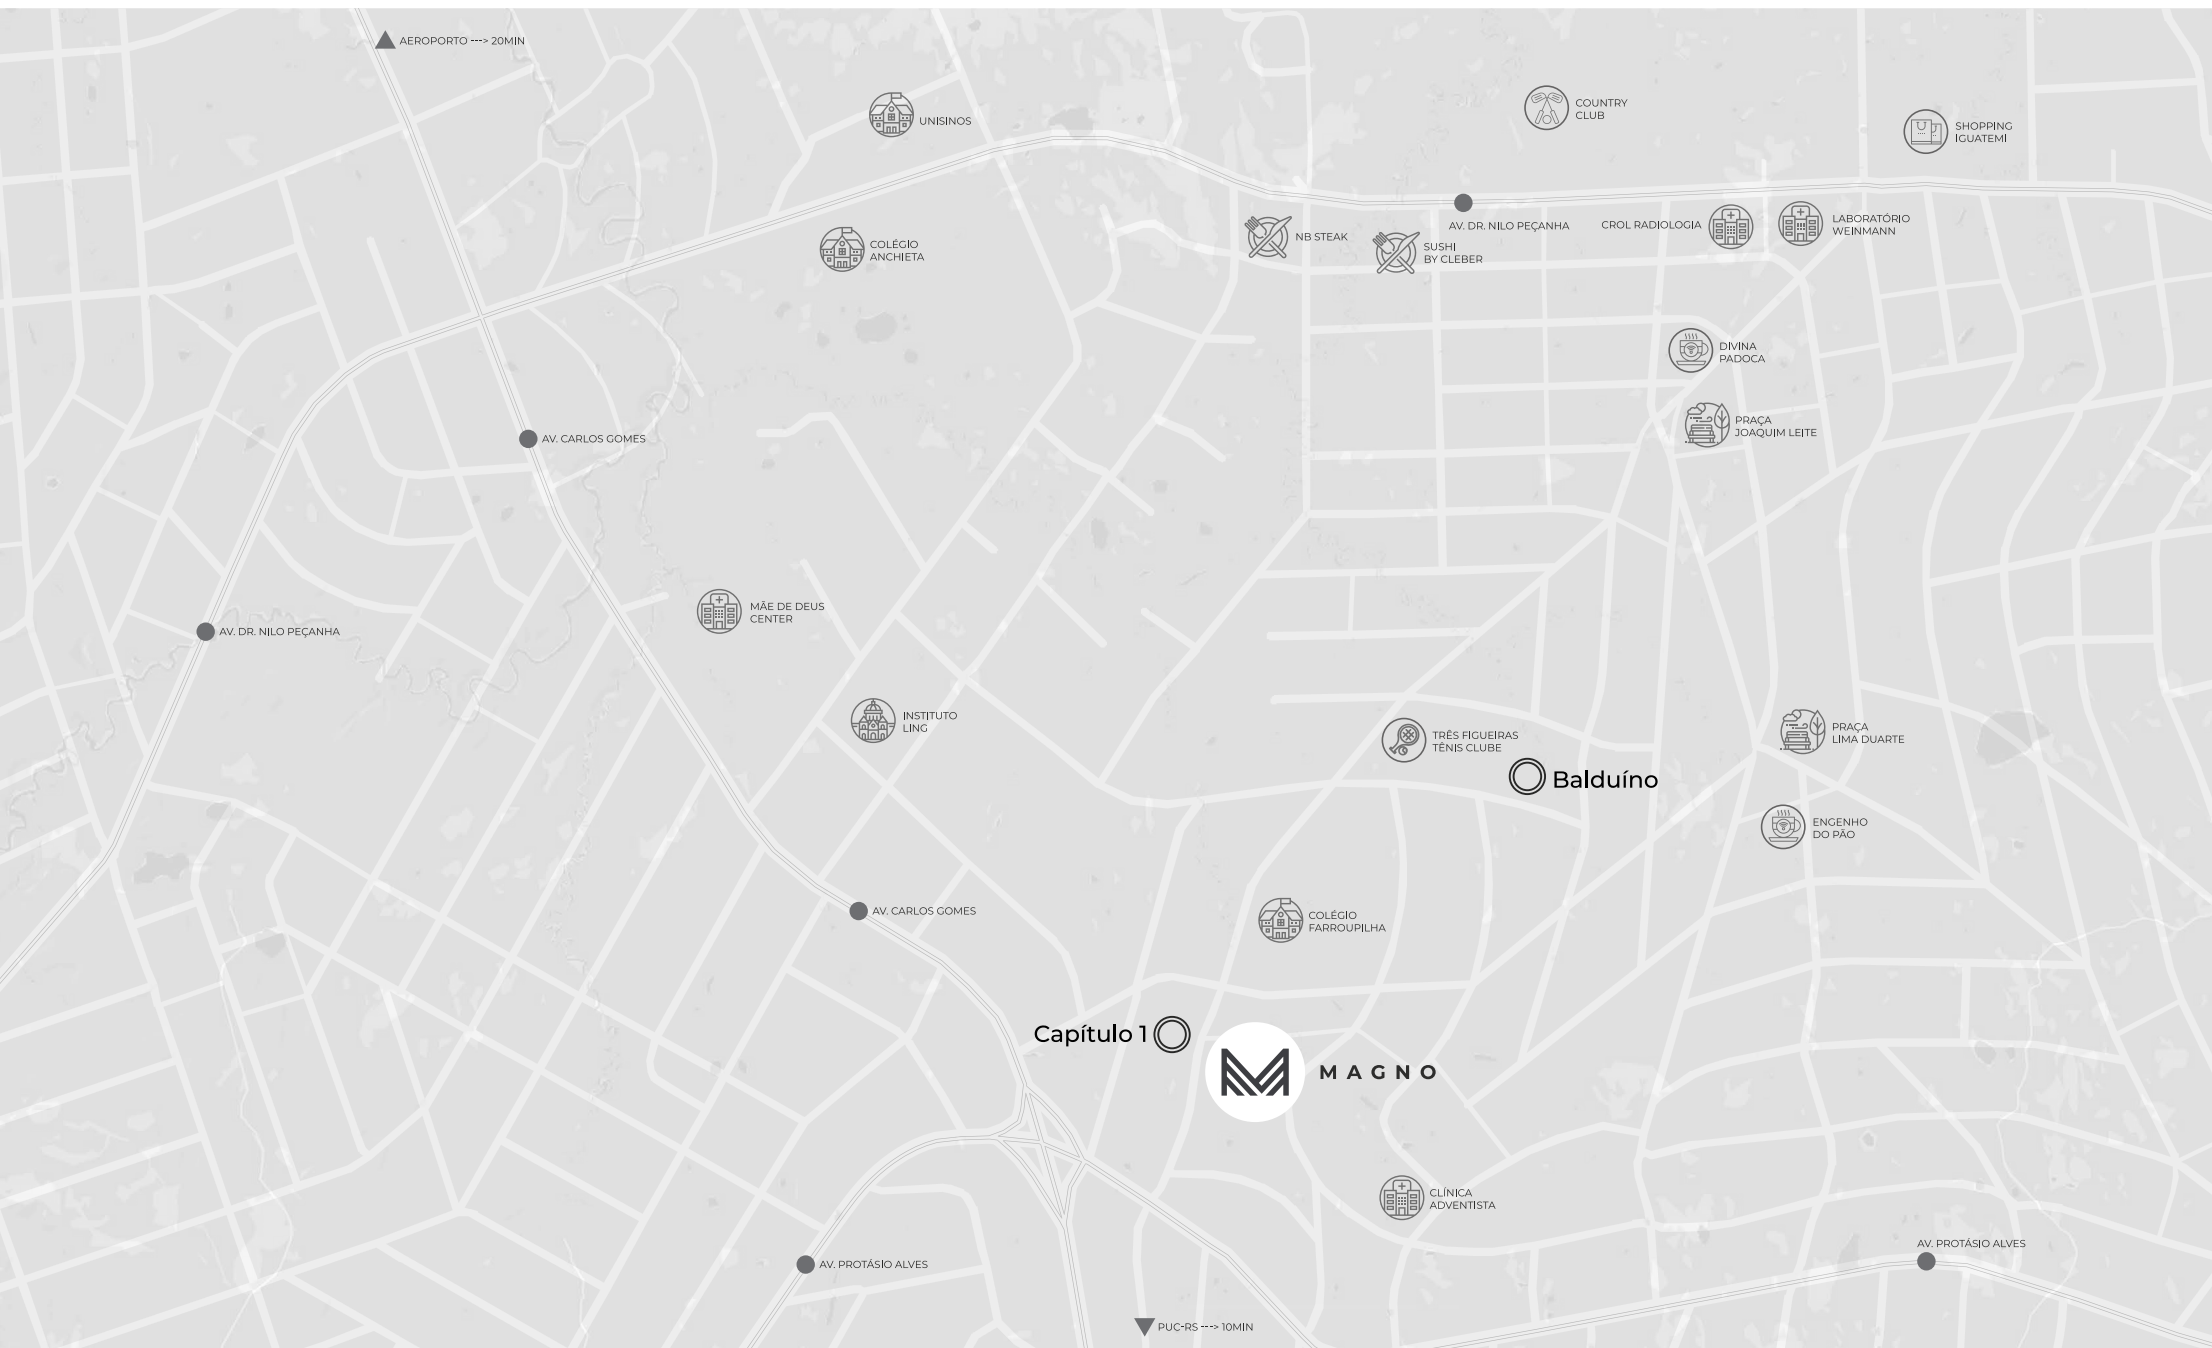 AEROPORTO ---> 20MIN
UNISINOS
COUNTRY
CLUB
SHOPPING
IGUATEMI
COLÉGIO
ANCHIETA
NB STEAK
SUSHI
BY CLEBER
AV. DR. NILO PEÇANHA
CROL RADIOLOGIA
LABORATÓRIO
WEINMANN
DIVINA
PADOCA
PRAÇA
JOAQUIM LEITE
AV. CARLOS GOMES
MÃE DE DEUS
CENTER
AV. DR. NILO PEÇANHA
INSTITUTO
LING
TRÊS FIGUEIRAS
TÊNIS CLUBE
PRAÇA
LIMA DUARTE
Balduíno
ENGENHO
DO PÃO
AV. CARLOS GOMES
COLÉGIO
FARROUPILHA
Capítulo 1
MAGNO
CLÍNICA
ADVENTISTA
AV. PROTÁSIO ALVES
AV. PROTÁSIO ALVES
PUC-RS ---> 10MIN